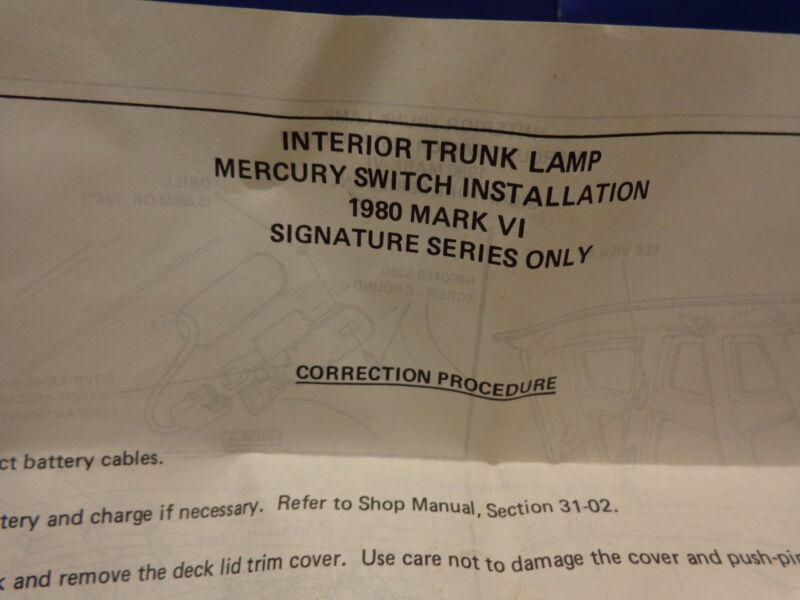 INTERIOR TRUNK LAMP
MERCURY SWITCH INSTALLATION
1980 MARK VI
SIGNATURE SERIES ONLY
CORRECTION PROCEDURE
ct battery cables.
tery and charge if necessary. Refer to Shop Manual, Section 31-02.
k and remove the deck lid trim cover. Use care not to damage the cover and push-pin